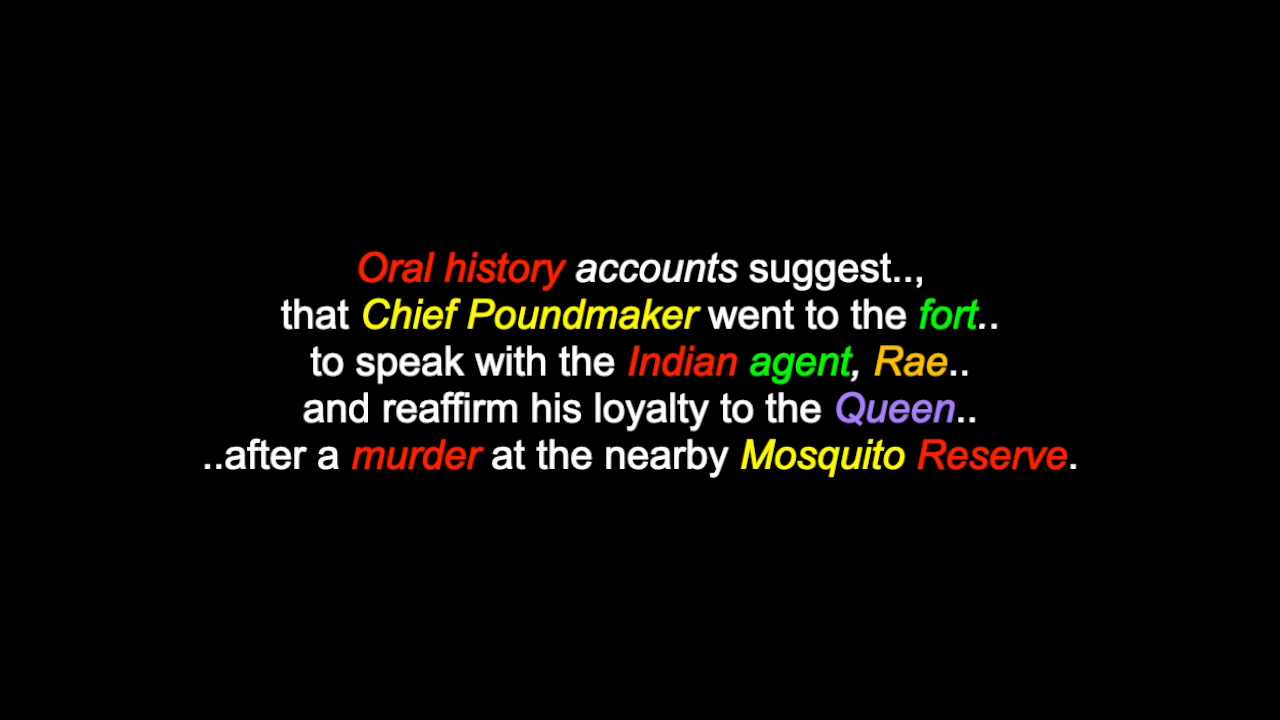 Oral history accounts suggest..,
that Chief Poundmaker went to the fort..
to speak with the Indian agent, Rae..
and reaffirm his loyalty to the Queen..
..after a murder at the nearby Mosquito Reserve.